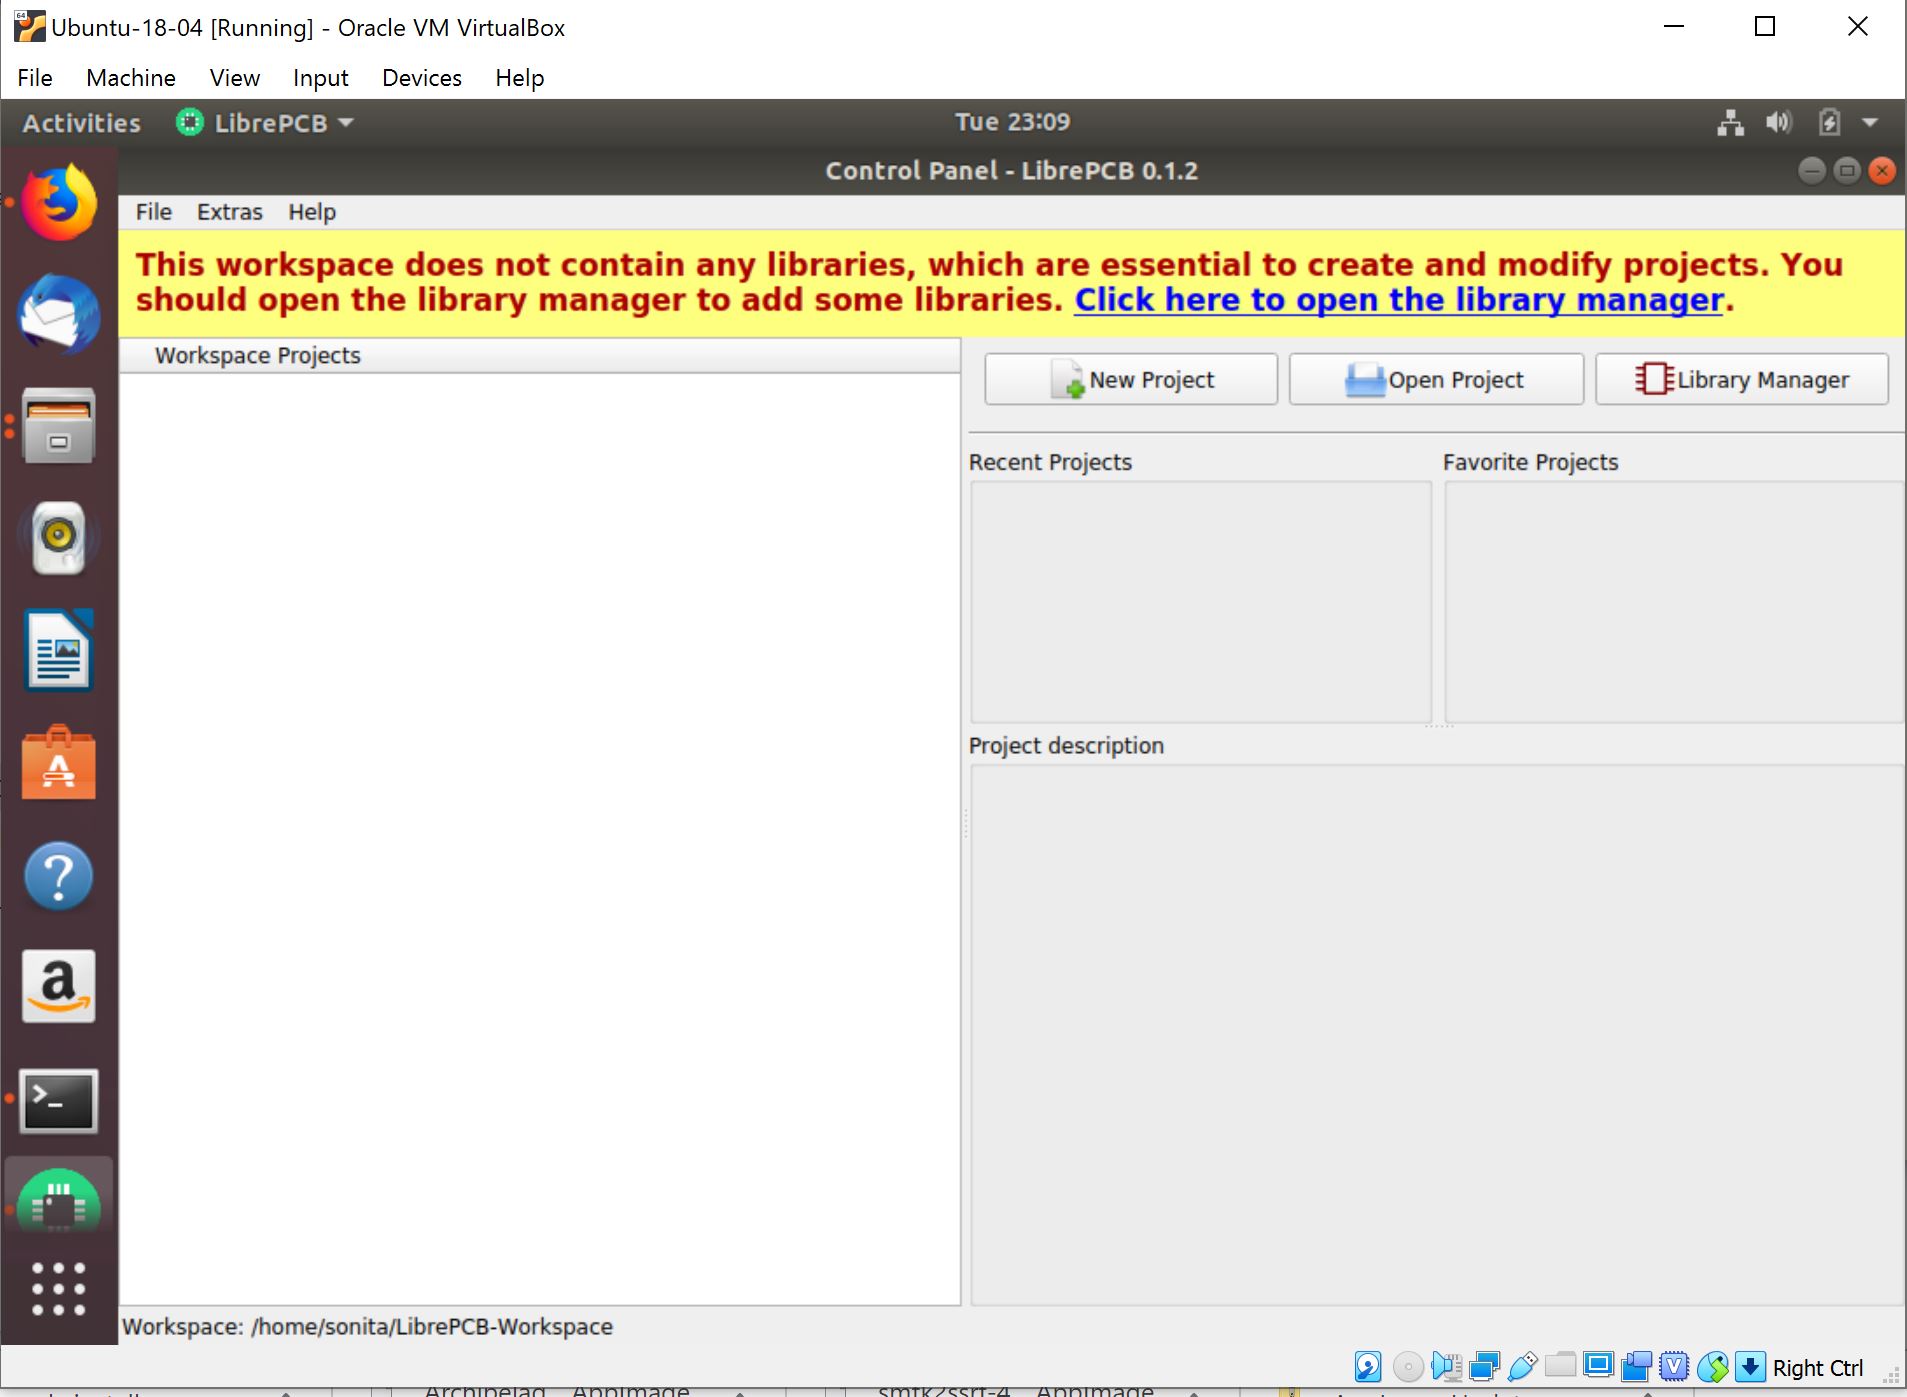 Ubuntu-18-04 [Running] - Oracle VM VirtualBox
File Machine View Input Devices Help
Activities LibrePCB Tue 23:09
Control Panel - LibrePCB 0.1.2
File Extras Help
This workspace does not contain any libraries, which are essential to create and modify projects. You
should open the library manager to add some libraries. Click here to open the library manager.
Workspace Projects
New Project Open Project Library Manager
Recent Projects Favorite Projects
Project description
Workspace: /home/sonita/LibrePCB-Workspace
Right Ctrl
Archipelag AppImage smtk2ssrf-4 AppImage